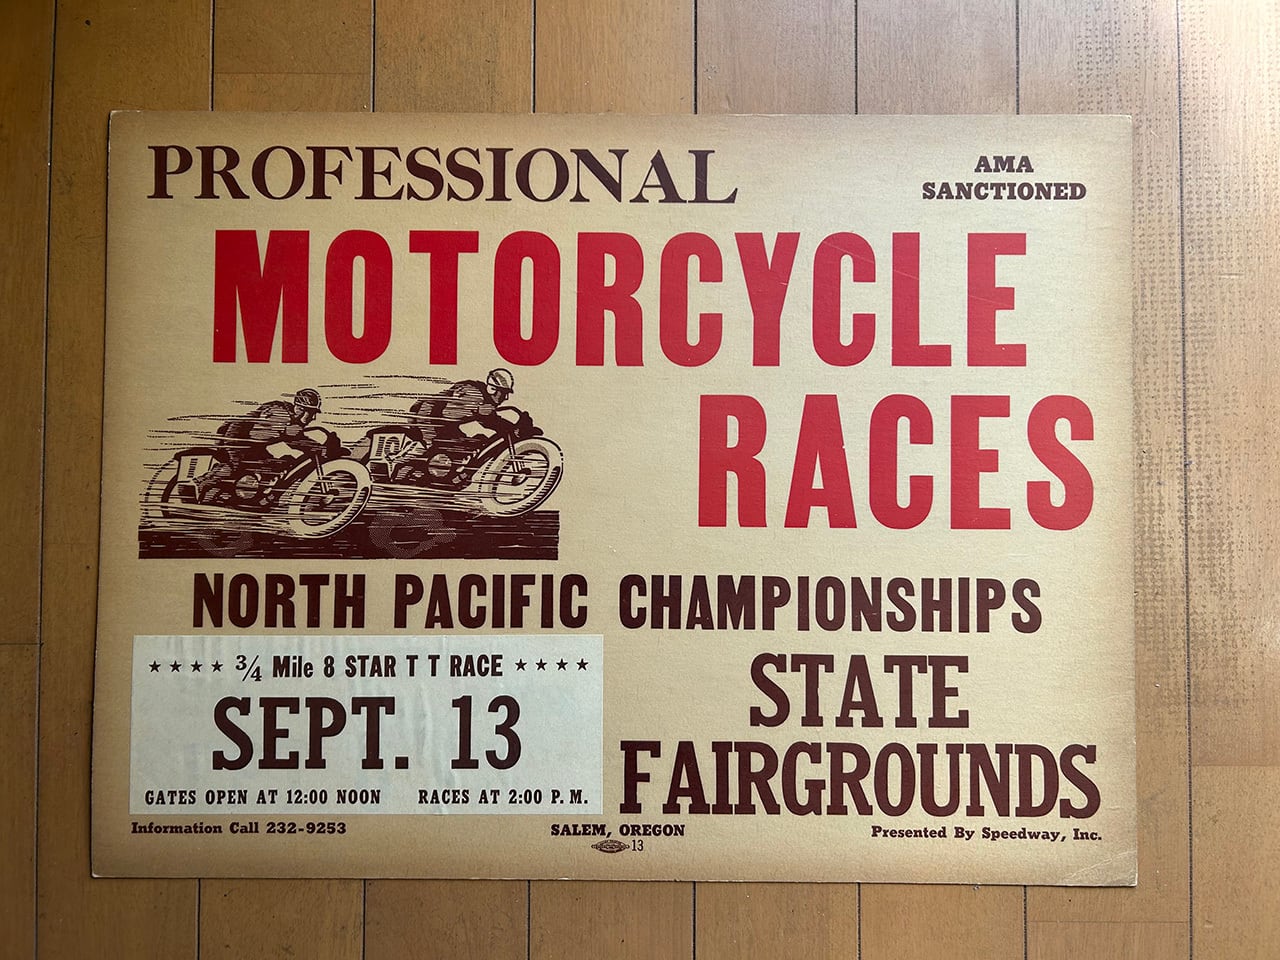 PROFESSIONAL
AMA
SANCTIONED
MOTORCYCLE
RACES
NORTH PACIFIC CHAMPIONSHIPS
★ ★ ★ ★ 3/4 Mile 8 STAR T T RACE ★ ★ ★ ★
SEPT. 13
GATES OPEN AT 12:00 NOON RACES AT 2:00 P. M.
STATE
FAIRGROUNDS
Information Call 232-9253
SALEM, OREGON
Presented By Speedway, Inc.
13